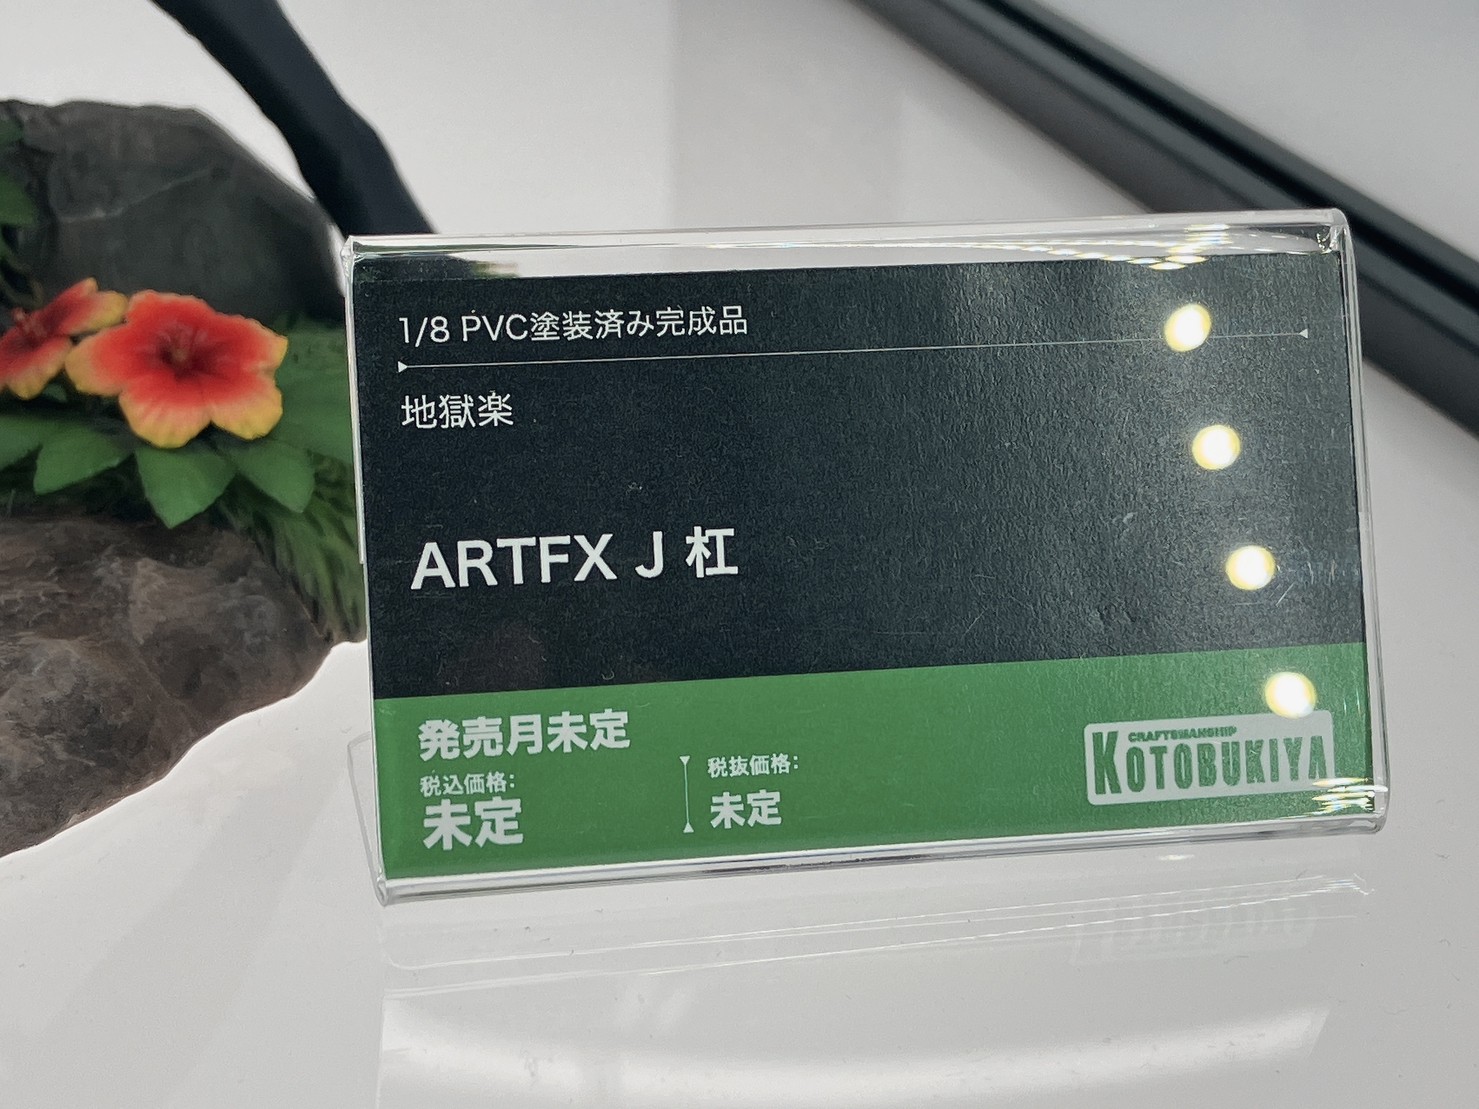 1/8 PVC塗装済み完成品
地獄楽
ARTFX J 杠
発売月未定
税込価格:
未定
税抜価格:
未定
CRAFTSMANSHIP
KOTOBUKIYA